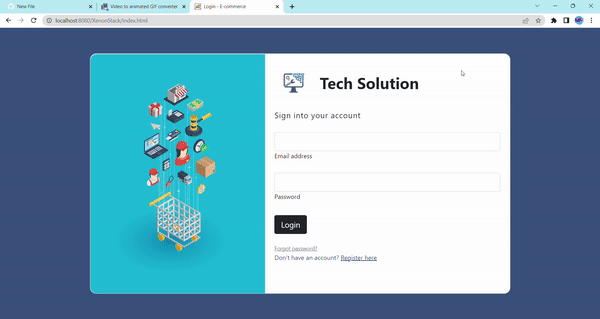 New File
Video to animated GIF converter
Login - E-commerce
localhost:8080/XenonStack/index.html
Tech Solution
Sign into your account
Email address
Password
Login
Forgot password?
Don't have an account? Register here